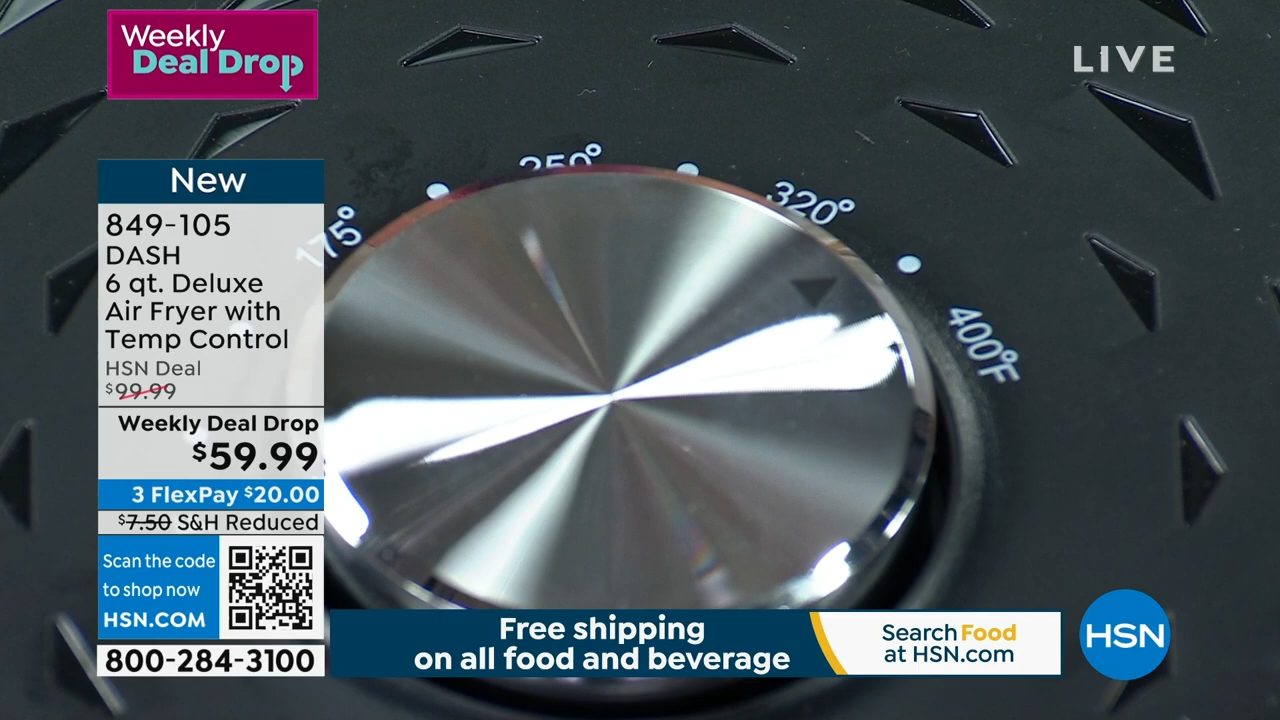 Weekly
Deal Drop
LIVE
New
849-105
DASH
6 qt. Deluxe
Air Fryer with
Temp Control
HSN Deal
$99.99
Weekly Deal Drop
$59.99
3 FlexPay $20.00
$7.50 S&H Reduced
Scan the code
to shop now
HSN.COM
800-284-3100
175°
250°
320°
400°F
Free shipping
on all food and beverage
Search Food
at HSN.com
HSN